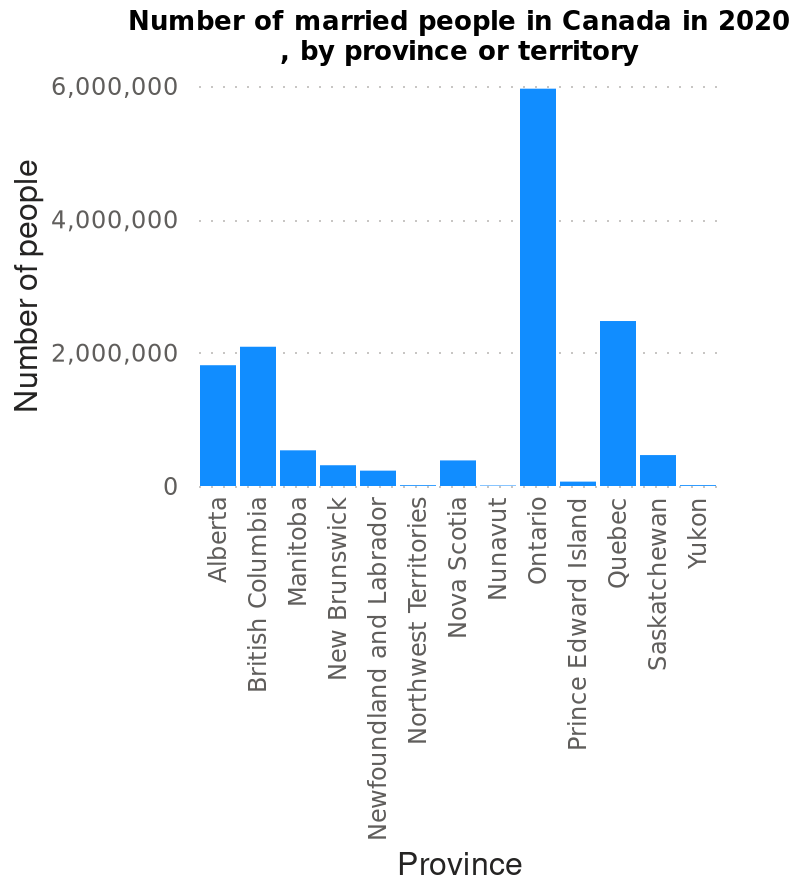 Number of married people in Canada in 2020
, by province or territory
Number of people
6,000,000
4,000,000
2,000,000
0
Alberta
British Columbia
Manitoba
New Brunswick
Newfoundland and Labrador
Northwest Territories
Nova Scotia
Nunavut
Ontario
Prince Edward Island
Quebec
Saskatchewan
Yukon
Province